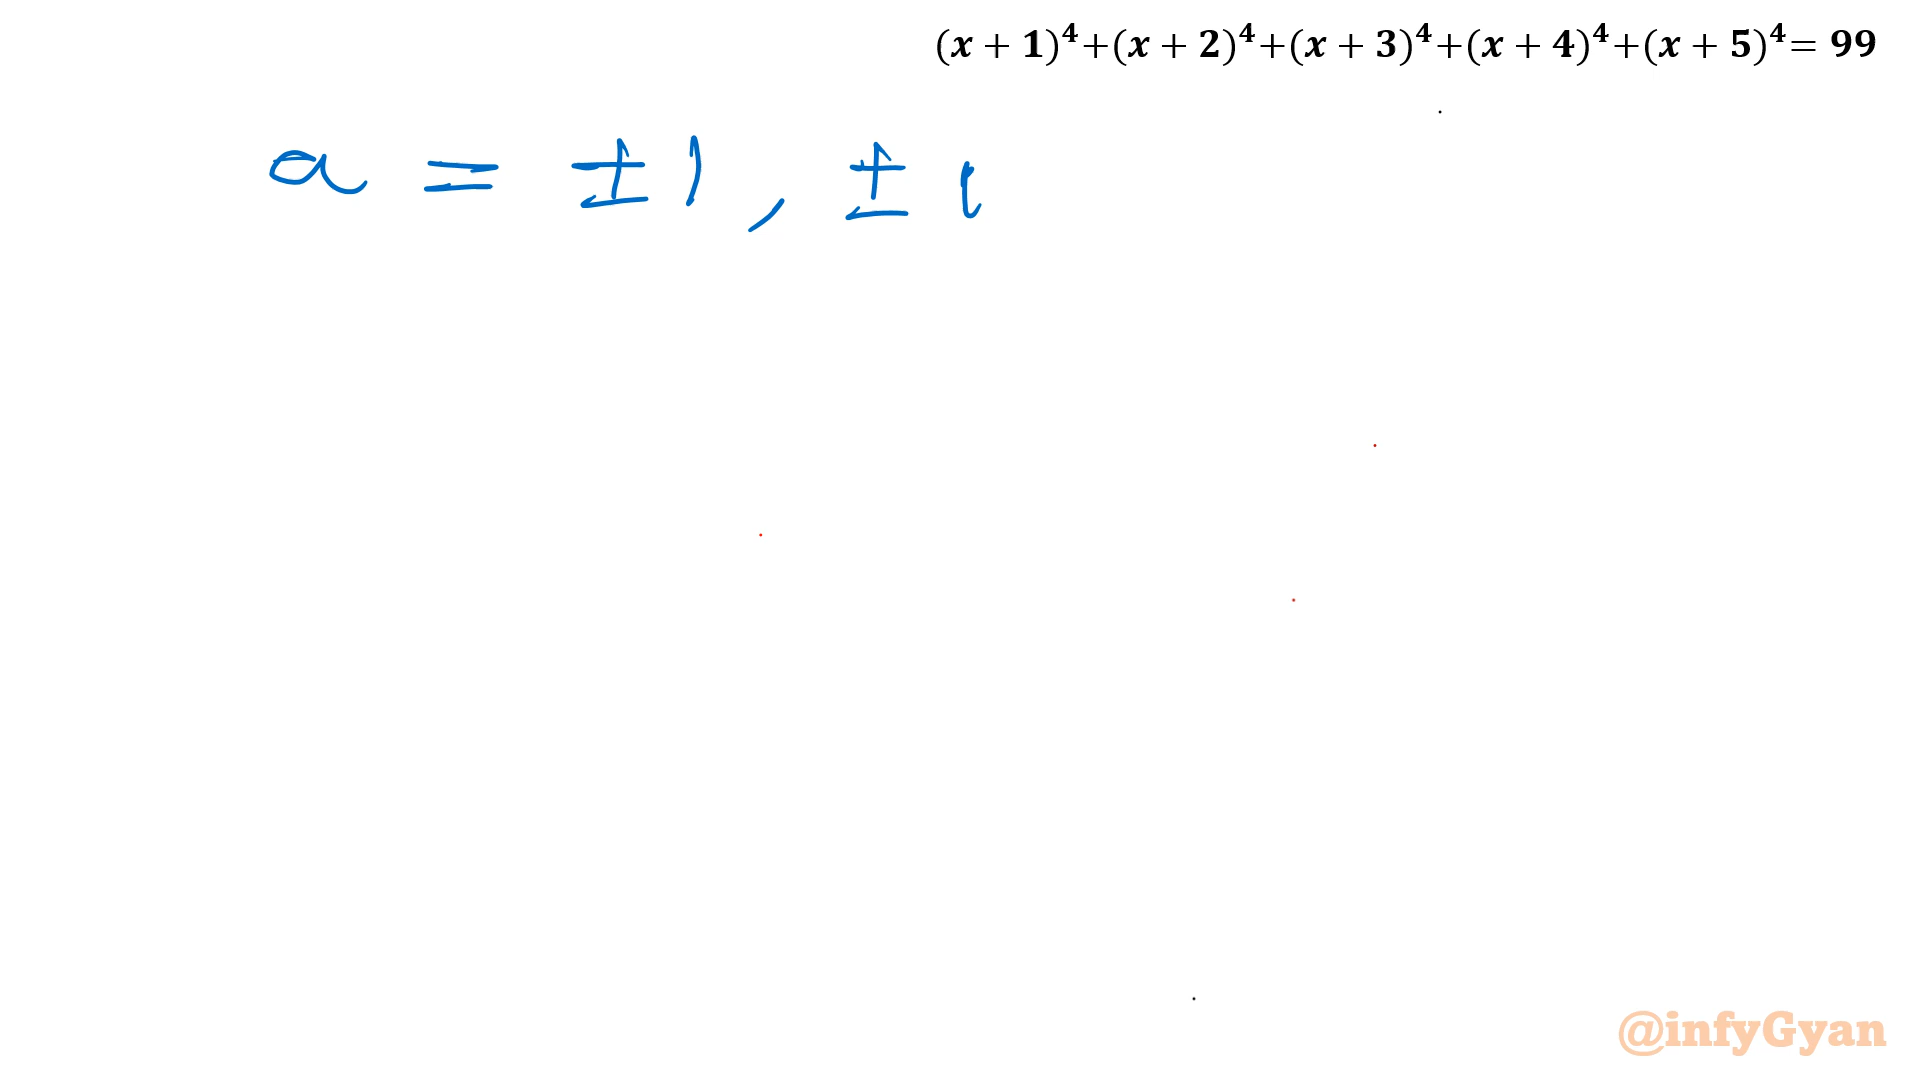 (x + 1)⁴+(x + 2)⁴+(x + 3)⁴+(x + 4)⁴+(x + 5)⁴= 99
a = ±1, ± i
@infyGyan